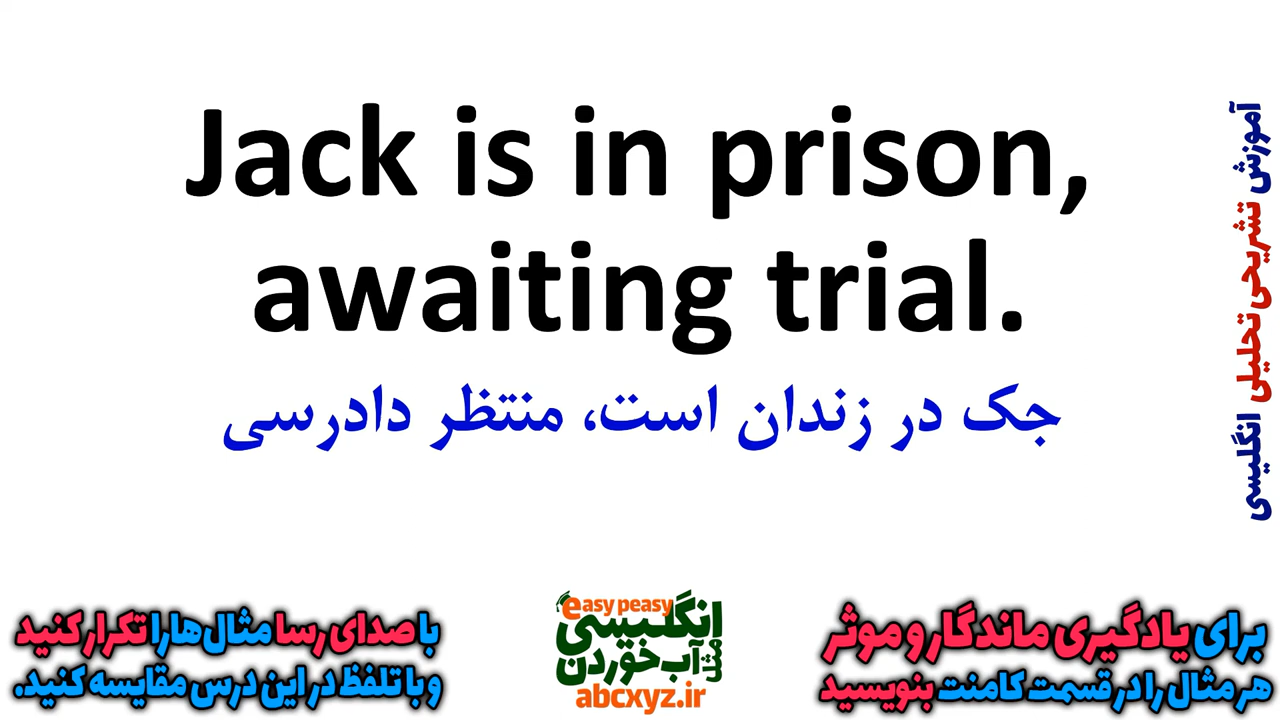 Jack is in prison,
awaiting trial.
جک در زندان است، منتظر دادرسی
آموزش تشریحی تحلیلی انگلیسی
برای یادگیری ماندگار و موثر
هر مثال را در قسمت کامنت بنویسید
easy peasy
انگلیسی
مثل آب خوردن
abcxyz.ir
با صدای رسا مثال‌ها را تکرار کنید
و با تلفظ در این درس مقایسه کنید.